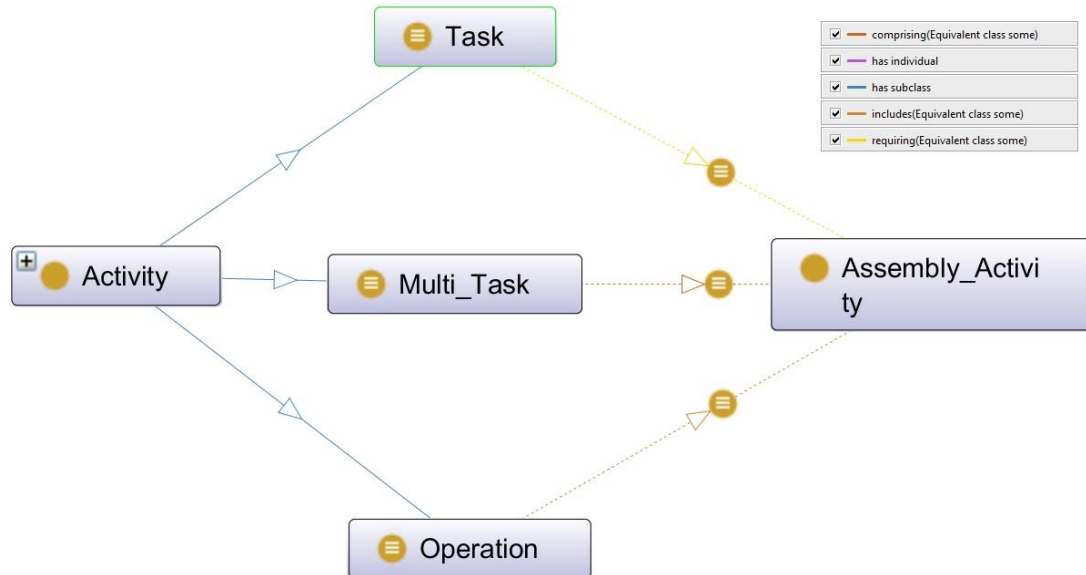 Task
comprising(Equivalent class some)
has individual
has subclass
includes(Equivalent class some)
requiring(Equivalent class some)
Activity
Multi_Task
Assembly_Activi
ty
Operation